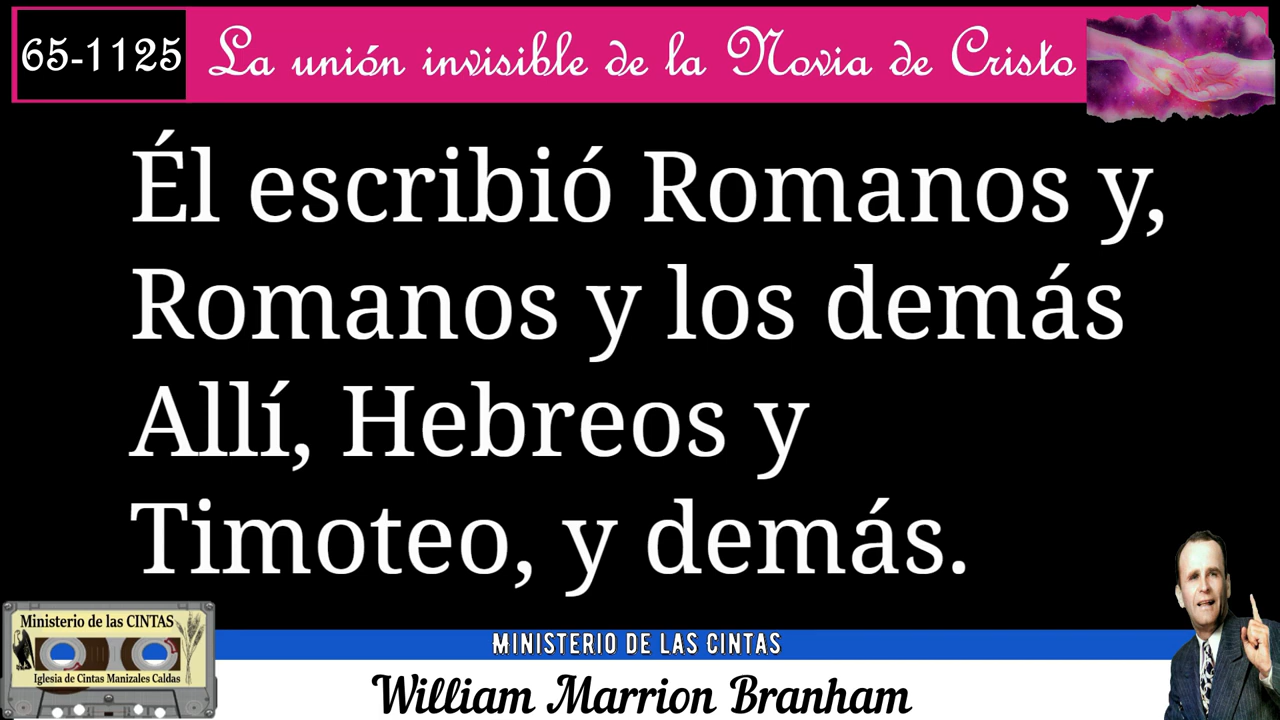 65-1125 La unión invisible de la Novia de Cristo
Él escribió Romanos y,
Romanos y los demás
Allí, Hebreos y
Timoteo, y demás.
Ministerio de las CINTAS
Iglesia de Cintas Manizales Caldas
MINISTERIO DE LAS CINTAS
William Marrion Branham